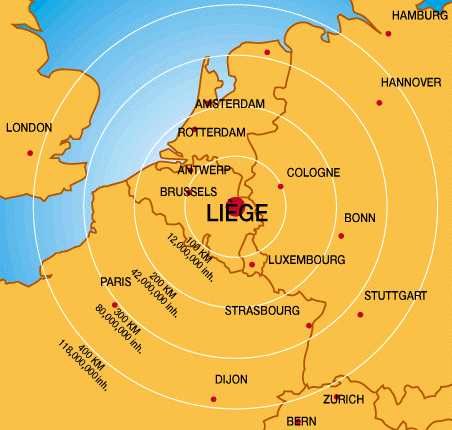 HAMBURG
HANNOVER
AMSTERDAM
LONDON
ROTTERDAM
ANTWERP
COLOGNE
BRUSSELS
LIEGE
BONN
100 KM
12,000,000 inh.
LUXEMBOURG
200 KM
42,000,000 inh.
PARIS
STUTTGART
STRASBOURG
300 KM
80,000,000 inh.
400 KM
118,000,000 inh.
DIJON
ZURICH
BERN